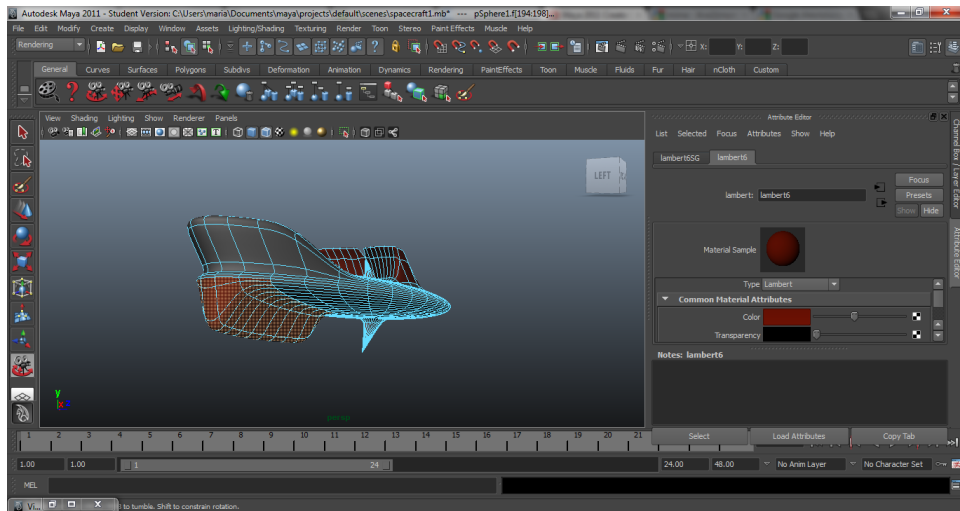 Autodesk Maya 2011 - Student Version: C:\Users\maria\Documents\maya\projects\default\scenes\spacecraft1.mb* --- pSphere1.f[194:198]...
File Edit Modify Create Display Window Assets Lighting/Shading Texturing Render Toon Stereo Paint Effects Muscle Help
Rendering X: Y: Z:
General Curves Surfaces Polygons Subdivs Deformation Animation Dynamics Rendering PaintEffects Toon Muscle Fluids Fur Hair nCloth Custom
View Shading Lighting Show Renderer Panels
LEFT
y
x
persp
Attribute Editor
List Selected Focus Attributes Show Help
lambert6SG lambert6
lambert: lambert6
Focus
Presets
Show Hide
Material Sample
Type Lambert
Common Material Attributes
Color
Transparency
Notes: lambert6
Select Load Attributes Copy Tab
Channel Box / Layer Editor
Attribute Editor
1 2 3 4 5 6 7 8 9 10 11 12 13 14 15 16 17 18 19 20 21
1.00 1.00 1 24 24.00 48.00 No Anim Layer No Character Set
MEL
Vi... to tumble. Shift to constrain rotation.